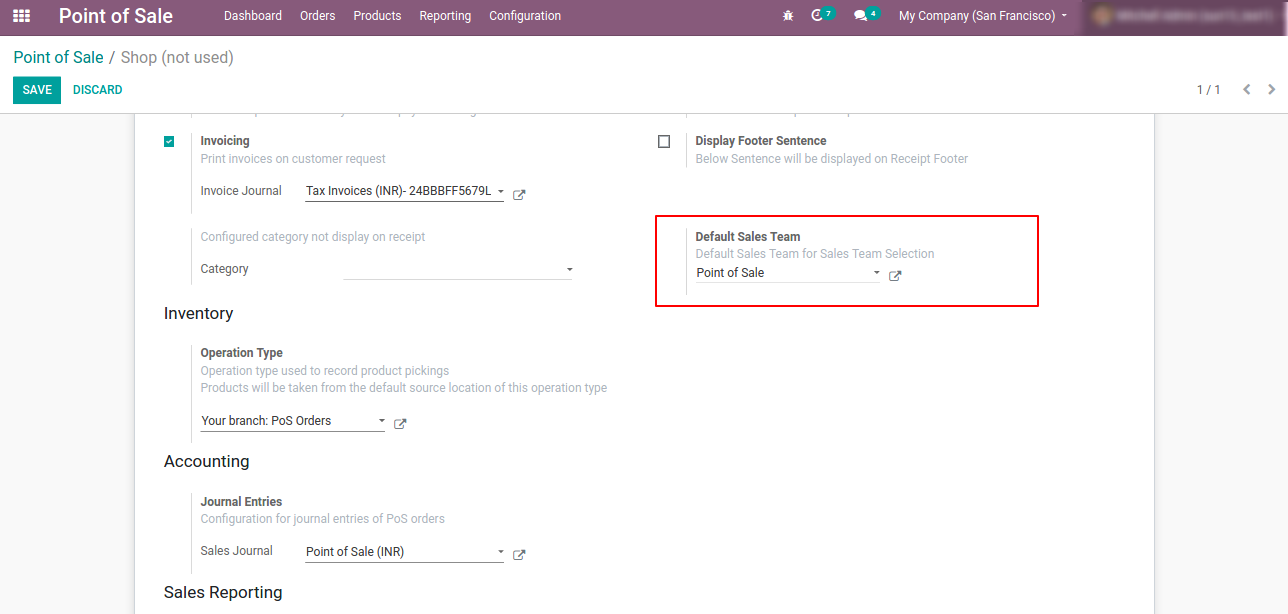 Point of Sale Dashboard Orders Products Reporting Configuration 7 4 My Company (San Francisco)
Point of Sale / Shop (not used)
SAVE DISCARD 1 / 1
Invoicing
Print invoices on customer request
Invoice Journal Tax Invoices (INR)- 24BBBFF5679L
Display Footer Sentence
Below Sentence will be displayed on Receipt Footer
Configured category not display on receipt
Category
Default Sales Team
Default Sales Team for Sales Team Selection
Point of Sale
Inventory
Operation Type
Operation type used to record product pickings
Products will be taken from the default source location of this operation type
Your branch: PoS Orders
Accounting
Journal Entries
Configuration for journal entries of PoS orders
Sales Journal Point of Sale (INR)
Sales Reporting